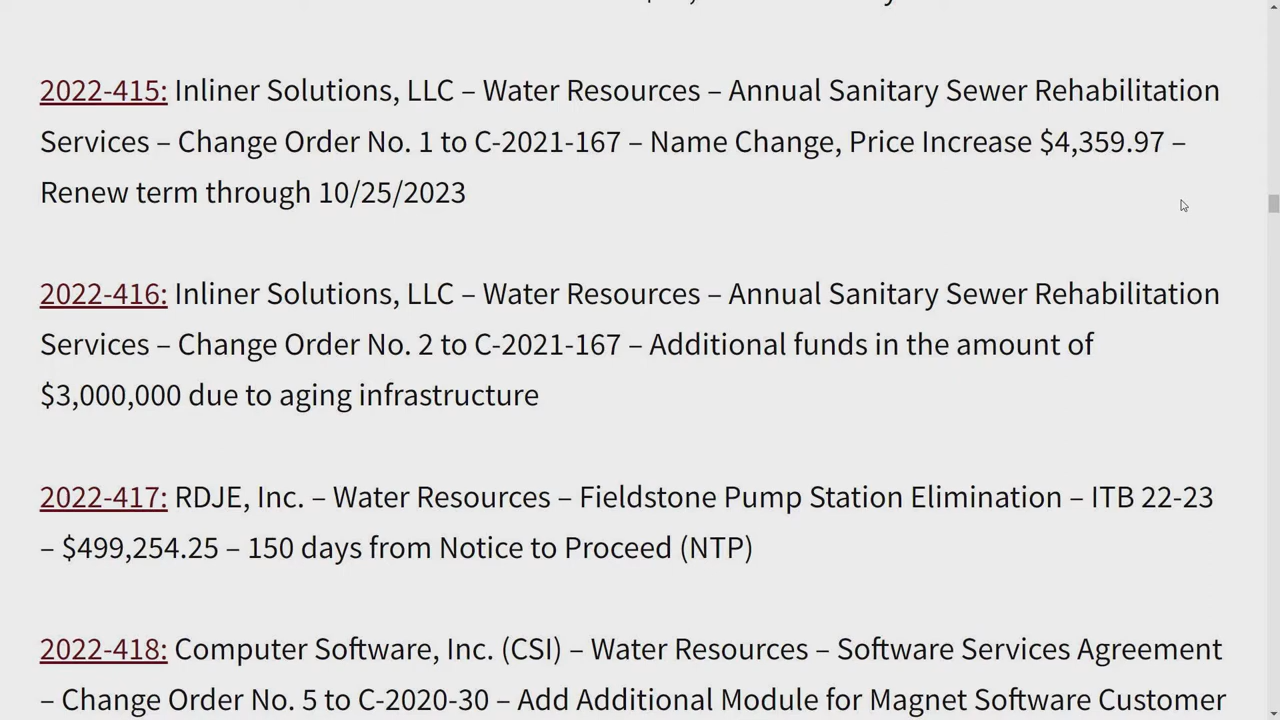 2022-415: Inliner Solutions, LLC – Water Resources – Annual Sanitary Sewer Rehabilitation
Services – Change Order No. 1 to C-2021-167 – Name Change, Price Increase $4,359.97 –
Renew term through 10/25/2023
2022-416: Inliner Solutions, LLC – Water Resources – Annual Sanitary Sewer Rehabilitation
Services – Change Order No. 2 to C-2021-167 – Additional funds in the amount of
$3,000,000 due to aging infrastructure
2022-417: RDJE, Inc. – Water Resources – Fieldstone Pump Station Elimination – ITB 22-23
– $499,254.25 – 150 days from Notice to Proceed (NTP)
2022-418: Computer Software, Inc. (CSI) – Water Resources – Software Services Agreement
– Change Order No. 5 to C-2020-30 – Add Additional Module for Magnet Software Customer